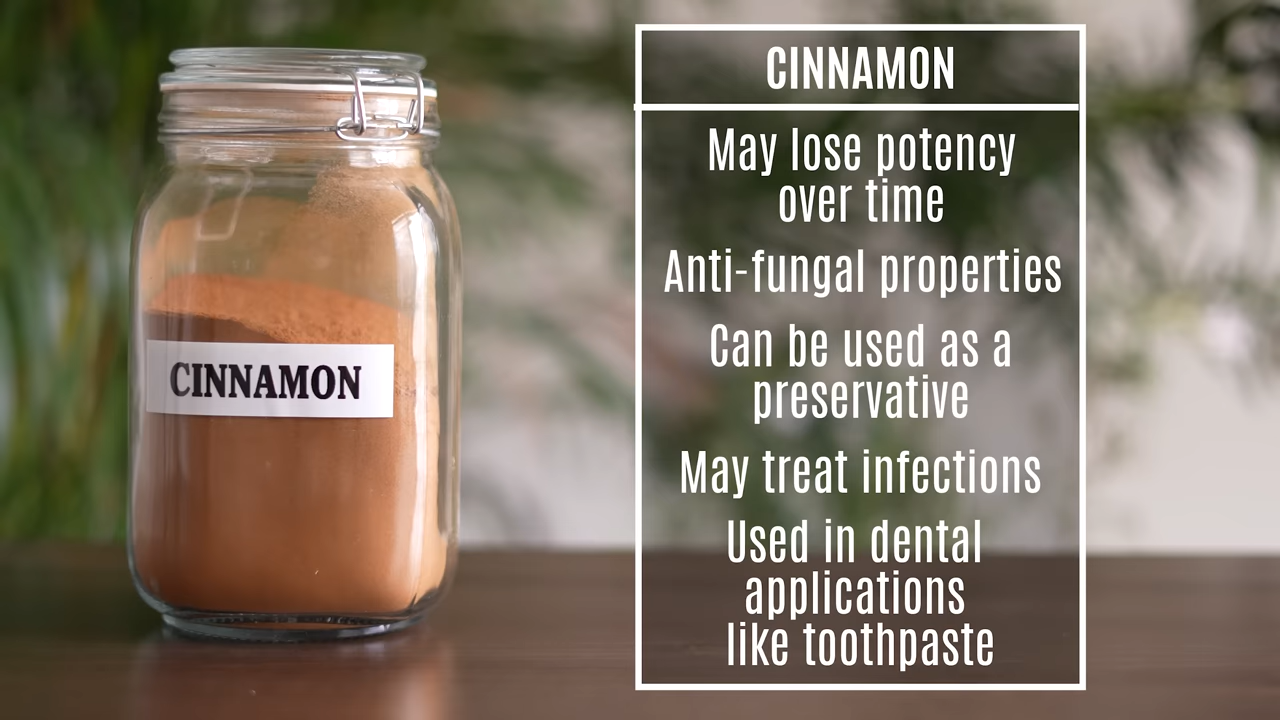 CINNAMON
CINNAMON
May lose potency
over time
Anti-fungal properties
Can be used as a
preservative
May treat infections
Used in dental
applications
like toothpaste